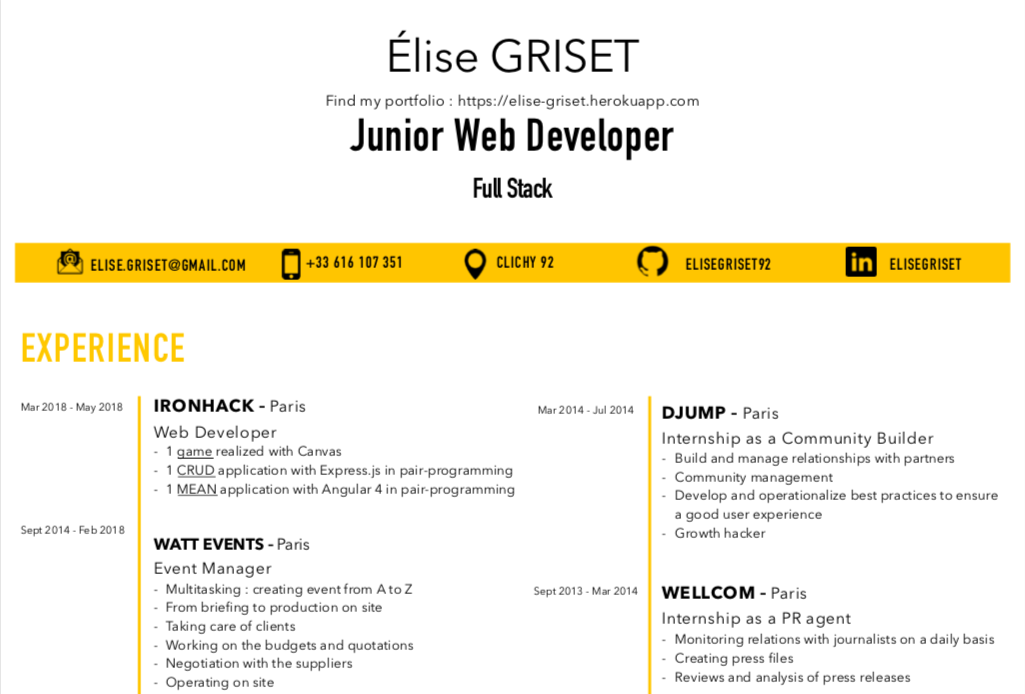 Élise GRISET
Find my portfolio : https://elise-griset.herokuapp.com
Junior Web Developer
Full Stack
ELISE.GRISET@GMAIL.COM
+33 616 107 351
CLICHY 92
ELISEGRISET92
in ELISEGRISET
EXPERIENCE
Mar 2018 - May 2018
IRONHACK - Paris
Web Developer
- 1 game realized with Canvas
- 1 CRUD application with Express.js in pair-programming
- 1 MEAN application with Angular 4 in pair-programming
Sept 2014 - Feb 2018
WATT EVENTS - Paris
Event Manager
- Multitasking : creating event from A to Z
- From briefing to production on site
- Taking care of clients
- Working on the budgets and quotations
- Negotiation with the suppliers
- Operating on site
Mar 2014 - Jul 2014
DJUMP - Paris
Internship as a Community Builder
- Build and manage relationships with partners
- Community management
- Develop and operationalize best practices to ensure
a good user experience
- Growth hacker
Sept 2013 - Mar 2014
WELLCOM - Paris
Internship as a PR agent
- Monitoring relations with journalists on a daily basis
- Creating press files
- Reviews and analysis of press releases